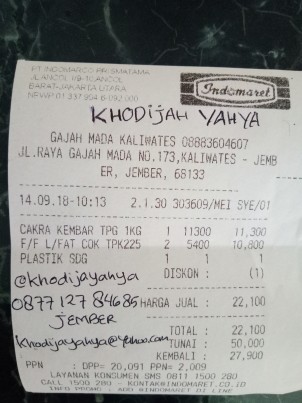 PT.INDOMARCO PRISMATAMA
JL.ANCOL I/9-10,ANCOL
BARAT-JAKARTA UTARA
NPWP:01.337.994.6-092.000
Indomaret
KHODIJAH YAHYA
GAJAH MADA KALIWATES 08883604607
JL.RAYA GAJAH MADA NO.173,KALIWATES - JEMB
ER, JEMBER, 68133
14.09.18-10:13 2.1.30 303609/MEI SYE/01
CAKRA KEMBAR TPG 1KG 1 11300 11,300
F/F L/FAT COK TPK225 2 5400 10,800
PLASTIK SDG 1 1 1
DISKON : (1)
@khodijayahya
087712784685
HARGA JUAL : 22,100
JEMBER
TOTAL : 22,100
khodijayahya@yahoo.com
TUNAI : 50,000
KEMBALI : 27,900
PPN : DPP= 20,091 PPN= 2,009
LAYANAN KONSUMEN SMS 0811 1500 280
CALL 1500 280 - KONTAK@INDOMARET.CO.ID